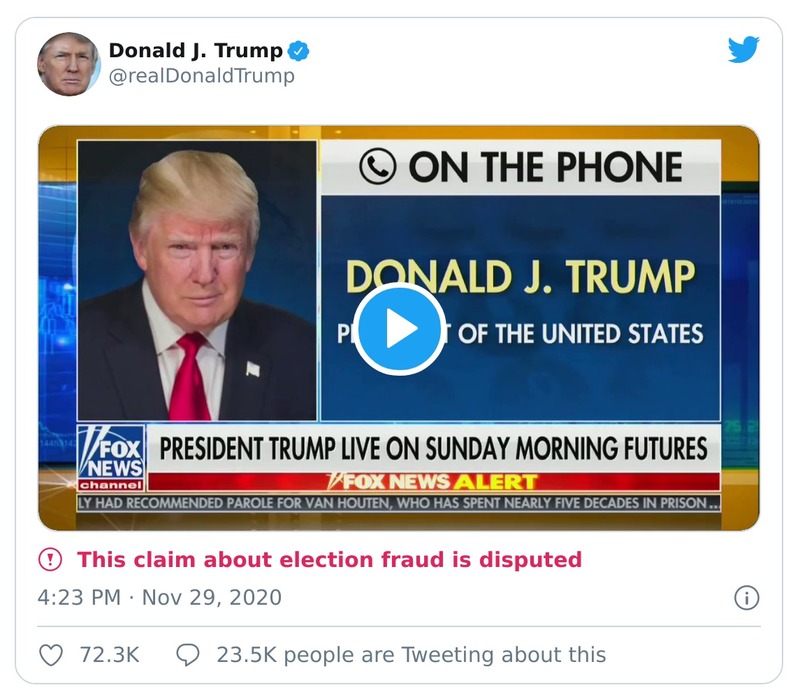 Donald J. Trump
@realDonaldTrump
ON THE PHONE
DONALD J. TRUMP
OF THE UNITED STATES
FOX
NEWS
channel
PRESIDENT TRUMP LIVE ON SUNDAY MORNING FUTURES
FOX NEWS ALERT
LY HAD RECOMMENDED PAROLE FOR VAN HOUTEN, WHO HAS SPENT NEARLY FIVE DECADES IN PRISON ...
This claim about election fraud is disputed
4:23 PM · Nov 29, 2020
72.3K
23.5K people are Tweeting about this